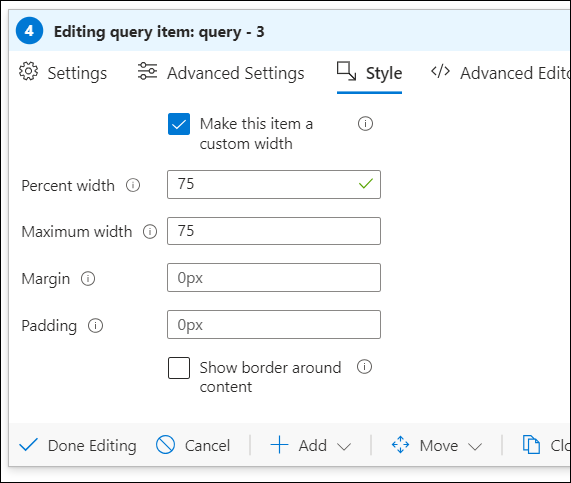 4 Editing query item: query - 3
Settings Advanced Settings Style </> Advanced Edito
Make this item a
custom width
Percent width 75
Maximum width 75
Margin 0px
Padding 0px
Show border around
content
Done Editing Cancel Add Move Clo